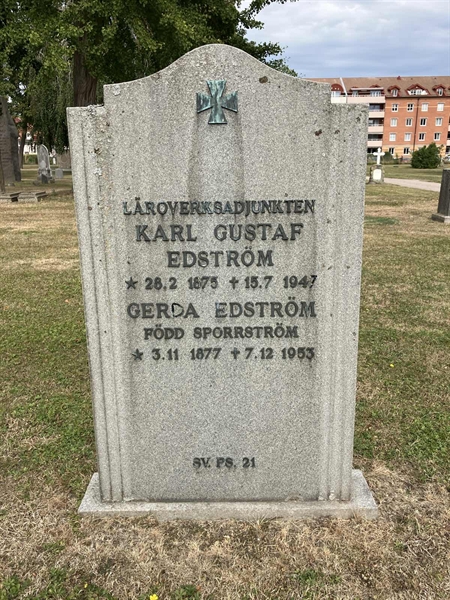 LÄROVERKSADJUNKTEN
KARL GUSTAF
EDSTRÖM
* 28.2 1875 ✝ 15.7 1947
GERDA EDSTRÖM
FÖDD SPORRSTRÖM
* 3.11 1877 ✝ 7.12 1953
SV. PS. 21